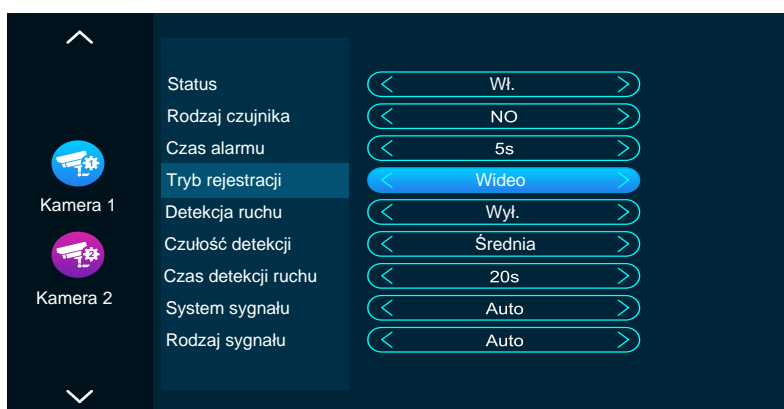 Kamera 1
Kamera 2
Status Wł.
Rodzaj czujnika NO
Czas alarmu 5s
Tryb rejestracji Wideo
Detekcja ruchu Wył.
Czułość detekcji Średnia
Czas detekcji ruchu 20s
System sygnału Auto
Rodzaj sygnału Auto